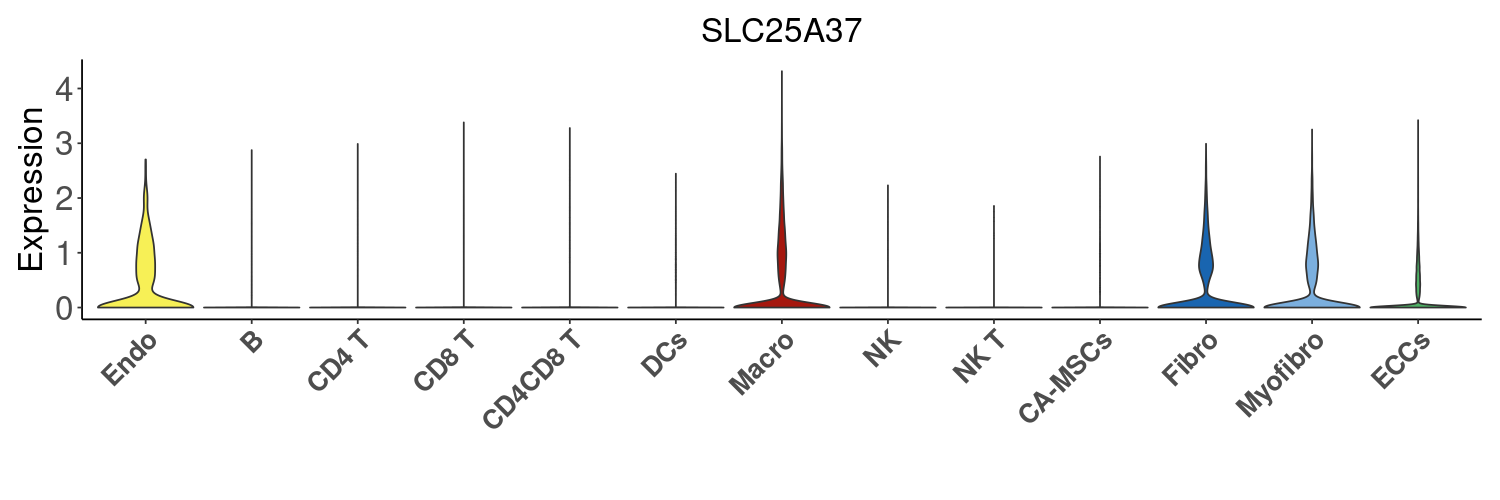 SLC25A37
Expression
4
3
2
1
0
Endo
B
CD4 T
CD8 T
CD4CD8 T
DCs
Macro
NK
NK T
CA-MSCs
Fibro
Myofibro
ECCs